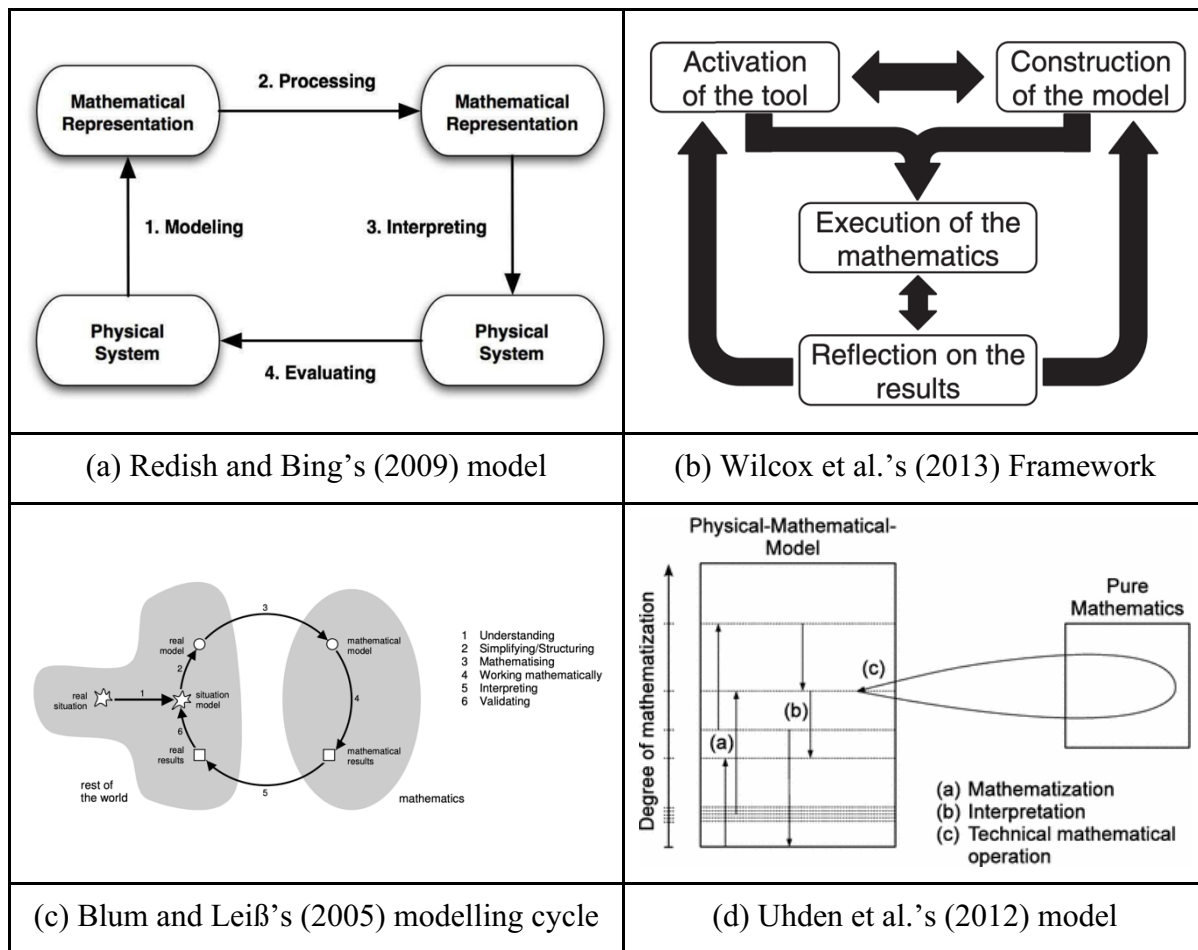 Mathematical
Representation
2. Processing
Mathematical
Representation
1. Modeling
3. Interpreting
Physical
System
Physical
System
4. Evaluating
Activation
of the tool
Construction
of the model
Execution of the
mathematics
Reflection on the
results
(a) Redish and Bing’s (2009) model
(b) Wilcox et al.’s (2013) Framework
real
model
3
mathematical
model
2
real
situation
1
situation
model
4
6
real
results
mathematical
results
rest of
the world
5
mathematics
1 Understanding
2 Simplifying/Structuring
3 Mathematising
4 Working mathematically
5 Interpreting
6 Validating
Physical-Mathematical-
Model
Degree of mathematization
Pure
Mathematics
(c)
(b)
(a)
(a) Mathematization
(b) Interpretation
(c) Technical mathematical
operation
(c) Blum and Leiß’s (2005) modelling cycle
(d) Uhden et al.’s (2012) model